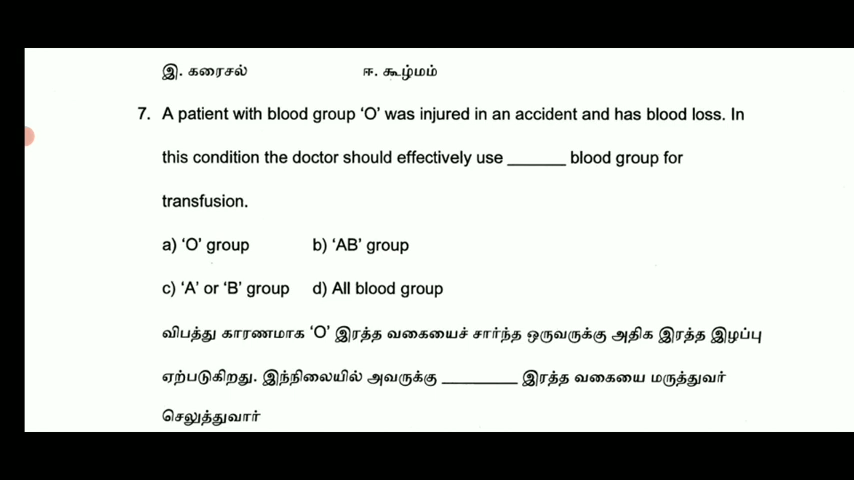 இ. கரைசல் ஈ. கூழ்மம்
7. A patient with blood group ‘O’ was injured in an accident and has blood loss. In
this condition the doctor should effectively use ______ blood group for
transfusion.
a) ‘O’ group b) ‘AB’ group
c) ‘A’ or ‘B’ group d) All blood group
விபத்து காரணமாக ‘O’ இரத்த வகையைச் சார்ந்த ஒருவருக்கு அதிக இரத்த இழப்பு
ஏற்படுகிறது. இந்நிலையில் அவருக்கு ________ இரத்த வகையை மருத்துவர்
செலுத்துவார்